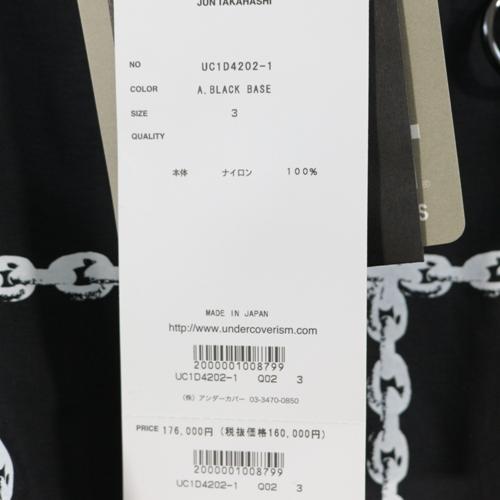 JUN TAKAHASHI
NO UC1D4202-1
COLOR A.BLACK BASE
SIZE 3
QUALITY
本体 ナイロン 100%
MADE IN JAPAN
http://www.undercoverism.com
2000001008799
UC1D4202-1 Q02 3
(株) アンダーカバー 03-3470-0850
PRICE 176,000円 (税抜価格160,000円)
2000001008799
UC1D4202-1 Q02 3